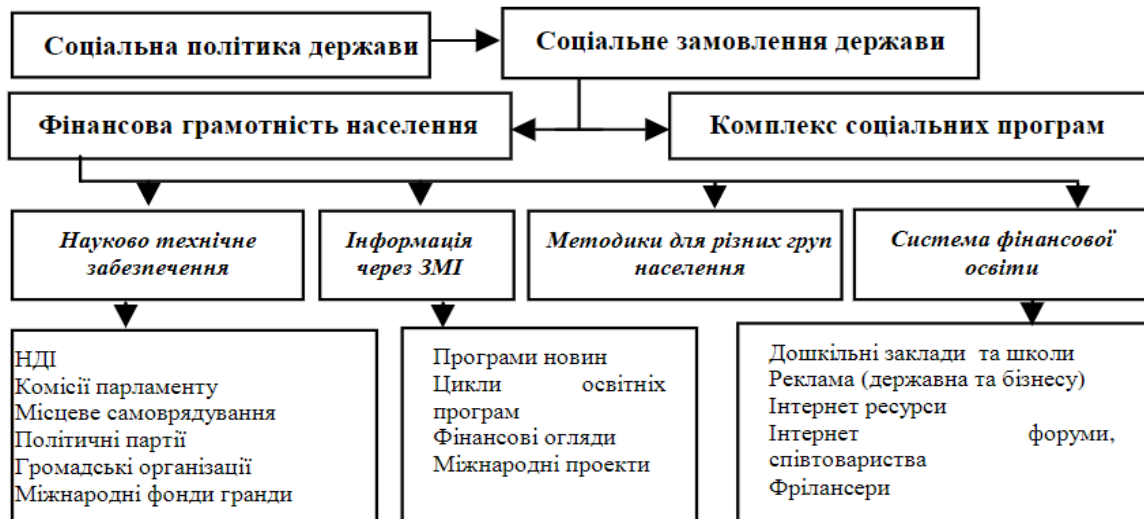 Соціальна політика держави
Соціальне замовлення держави
Фінансова грамотність населення
Комплекс соціальних програм
Науково технічне
забезпечення
Інформація
через ЗМІ
Методики для різних груп
населення
Система фінансової
освіти
НДІ
Комісії парламенту
Місцеве самоврядування
Політичні партії
Громадські організації
Міжнародні фонди гранди
Програми новин
Цикли освітніх
програм
Фінансові огляди
Міжнародні проекти
Дошкільні заклади та школи
Реклама (державна та бізнесу)
Інтернет ресурси
Інтернет форуми,
співтовариства
Фрілансери